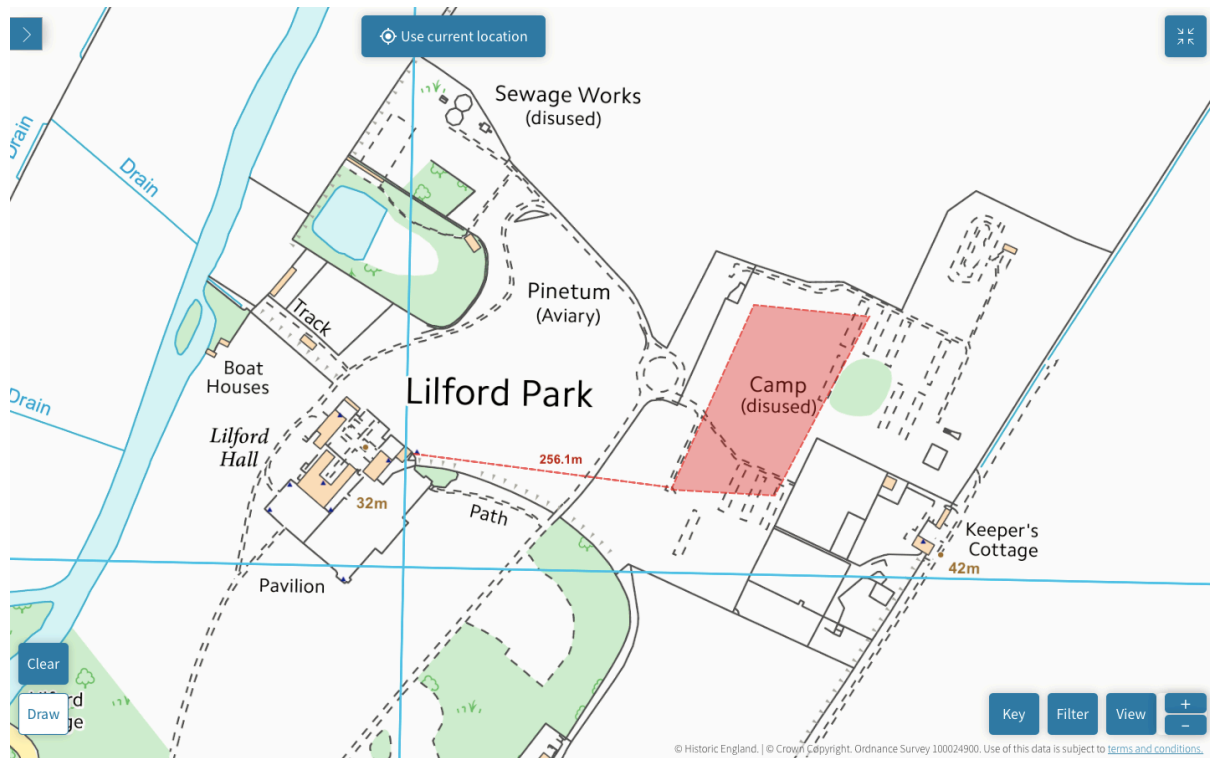 Use current location
Sewage Works
(disused)
Drain
Drain
Pinetum
(Aviary)
Track
Boat
Houses
Camp
(disused)
Lilford Park
Drain
Lilford
Hall
256.1m
32m
Path
Keeper's
Cottage
42m
Pavilion
Clear
Draw
Key
Filter
View
+
−
© Historic England. | © Crown Copyright. Ordnance Survey 100024900. Use of this data is subject to terms and conditions.